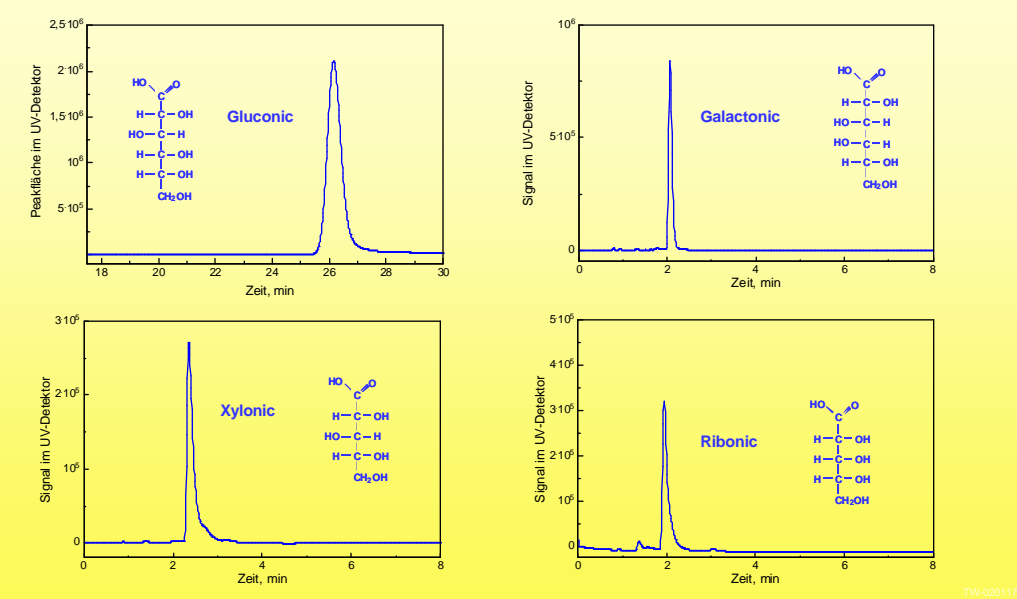 2,5·10⁶
2·10⁶
1,5·10⁶
10⁶
5·10⁵
Peakfläche im UV-Detektor
Gluconic
HO O
C
H C OH
HO C H
H C OH
H C OH
CH₂OH
18 20 22 24 26 28 30
Zeit, min
10⁶
5·10⁵
0
Signal im UV-Detektor
Galactonic
HO O
C
H C OH
HO C H
HO C H
H C OH
CH₂OH
0 2 4 6 8
Zeit, min
3·10⁵
2·10⁵
10⁵
0
Signal im UV-Detektor
Xylonic
HO O
C
H C OH
HO C H
H C OH
CH₂OH
0 2 4 6 8
Zeit, min
5·10⁵
4·10⁵
3·10⁵
2·10⁵
10⁵
0
Signal im UV-Detektor
Ribonic
HO O
C
H C OH
H C OH
H C OH
CH₂OH
0 2 4 6 8
Zeit, min